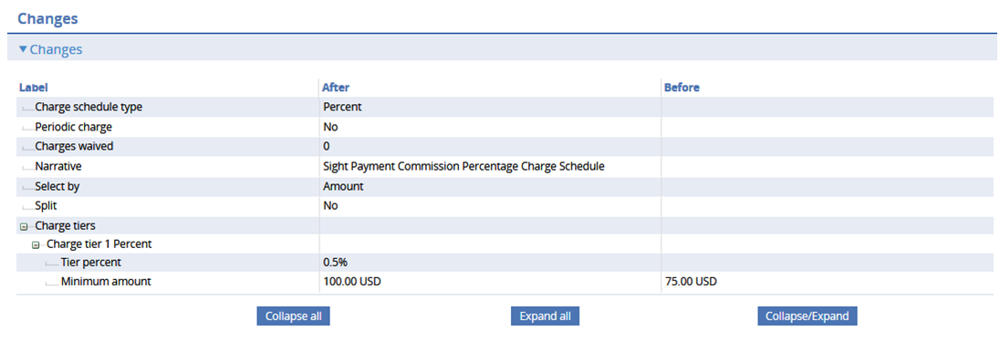 Changes
Changes
Label After Before
Charge schedule type Percent
Periodic charge No
Charges waived 0
Narrative Sight Payment Commission Percentage Charge Schedule
Select by Amount
Split No
Charge tiers
Charge tier 1 Percent
Tier percent 0.5%
Minimum amount 100.00 USD 75.00 USD
Collapse all Expand all Collapse/Expand